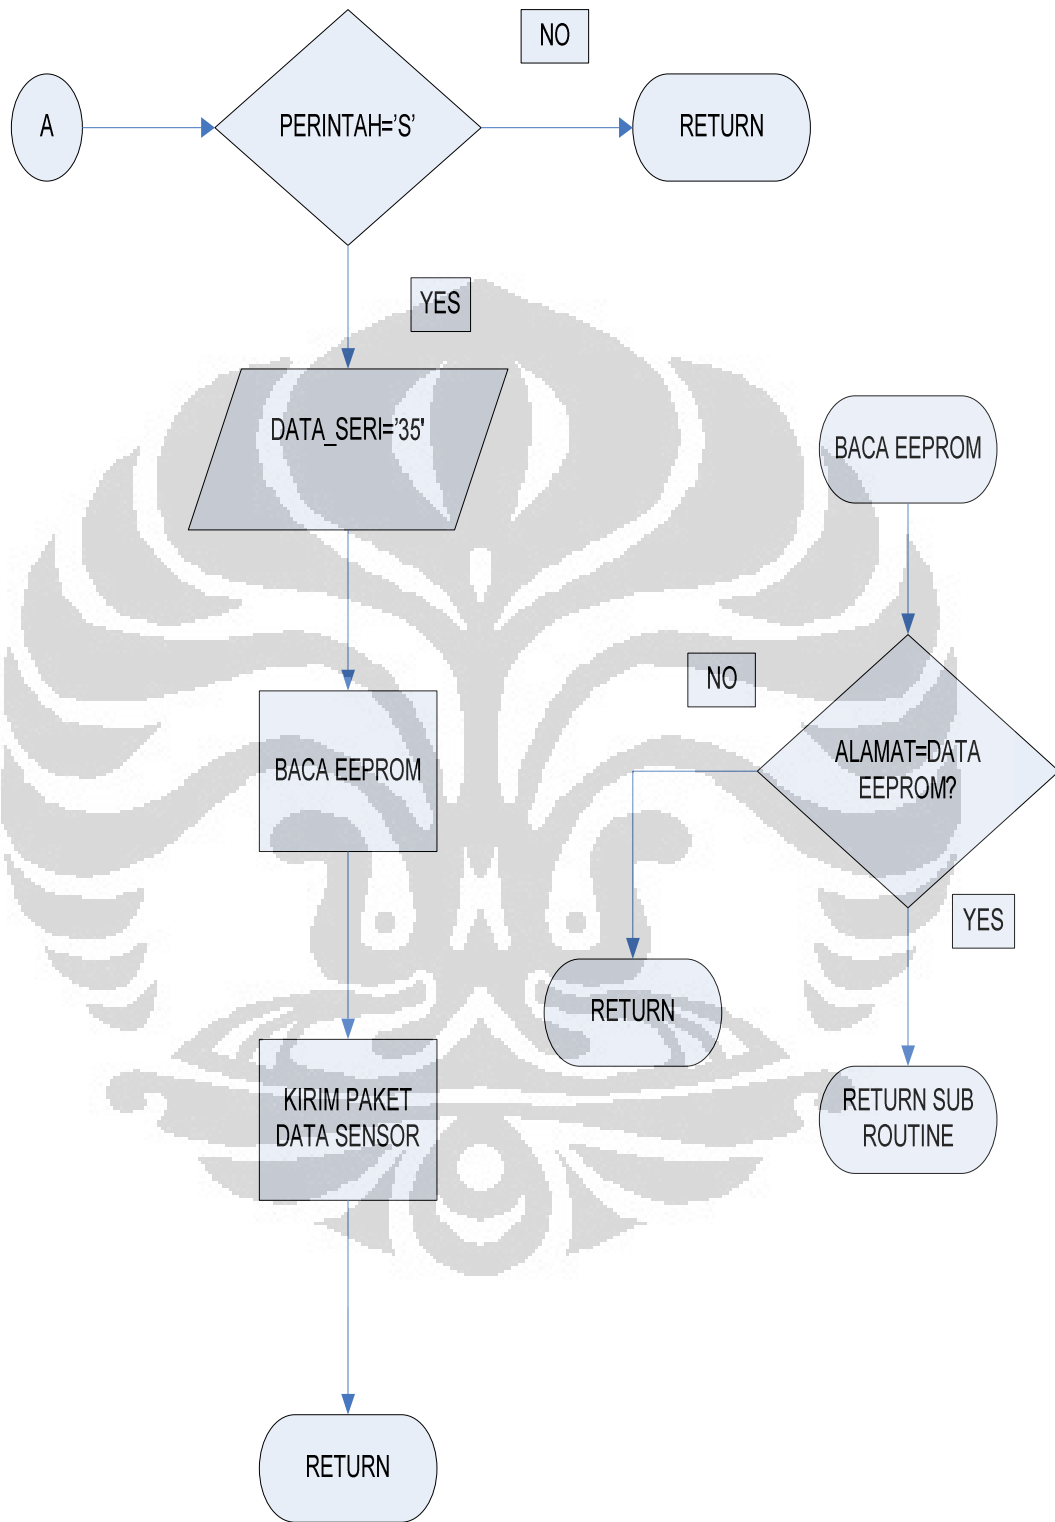 NO
A
PERINTAH='S'
RETURN
YES
DATA_SERI='35'
BACA EEPROM
KIRIM PAKET
DATA SENSOR
RETURN
BACA EEPROM
NO
ALAMAT=DATA
EEPROM?
YES
RETURN
RETURN SUB
ROUTINE